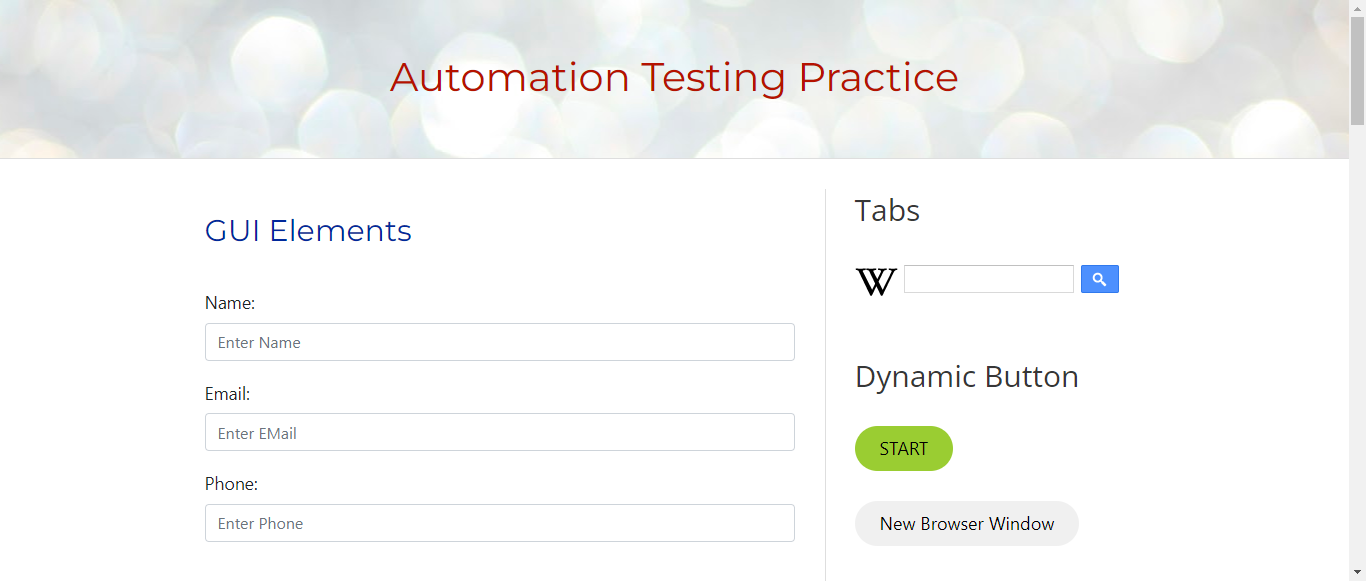 Automation Testing Practice
GUI Elements
Name:
Enter Name
Email:
Enter EMail
Phone:
Enter Phone
Tabs
W
Dynamic Button
START
New Browser Window